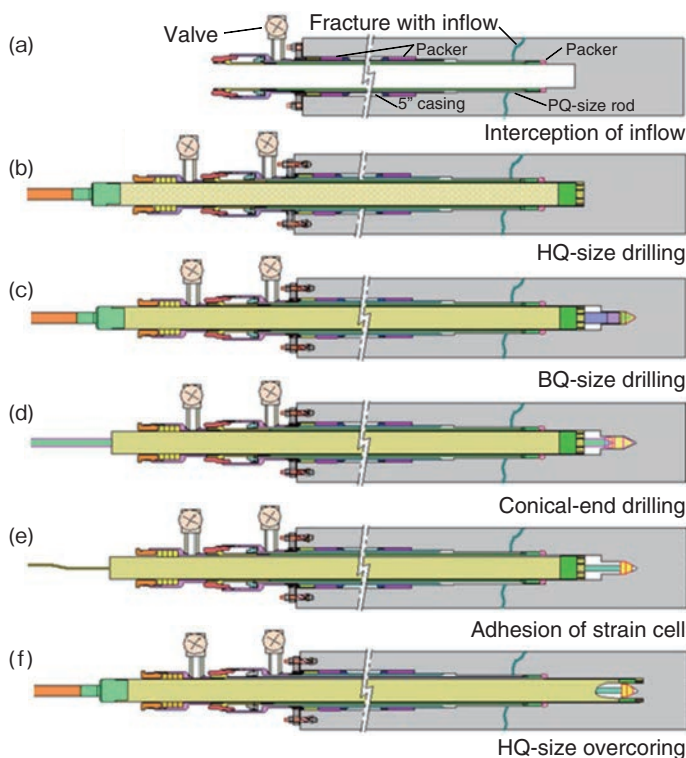 (a)
Valve
Fracture with inflow
Packer
Packer
5” casing
PQ-size rod
Interception of inflow
(b)
HQ-size drilling
(c)
BQ-size drilling
(d)
Conical-end drilling
(e)
Adhesion of strain cell
(f)
HQ-size overcoring